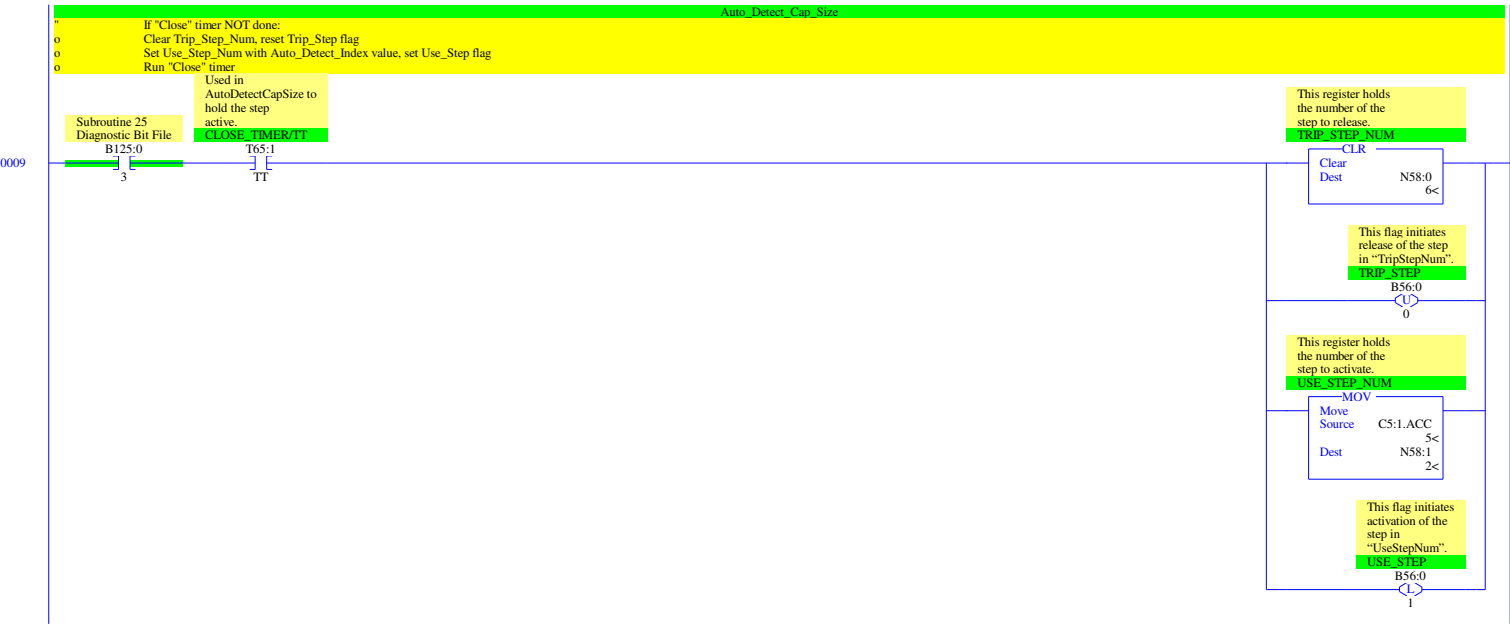 Auto_Detect_Cap_Size
" If "Close" timer NOT done:
o Clear Trip_Step_Num, reset Trip_Step flag
o Set Use_Step_Num with Auto_Detect_Index value, set Use_Step flag
o Run "Close" timer
Subroutine 25
Diagnostic Bit File
B125:0
3
Used in
AutoDetectCapSize to
hold the step
active.
CLOSE_TIMER/TT
T65:1
TT
0009
This register holds
the number of the
step to release.
TRIP_STEP_NUM
CLR
Clear
Dest N58:0
6<
This flag initiates
release of the step
in “TripStepNum”.
TRIP_STEP
B56:0
U
0
This register holds
the number of the
step to activate.
USE_STEP_NUM
MOV
Move
Source C5:1.ACC
5<
Dest N58:1
2<
This flag initiates
activation of the
step in
“UseStepNum”.
USE_STEP
B56:0
L
1